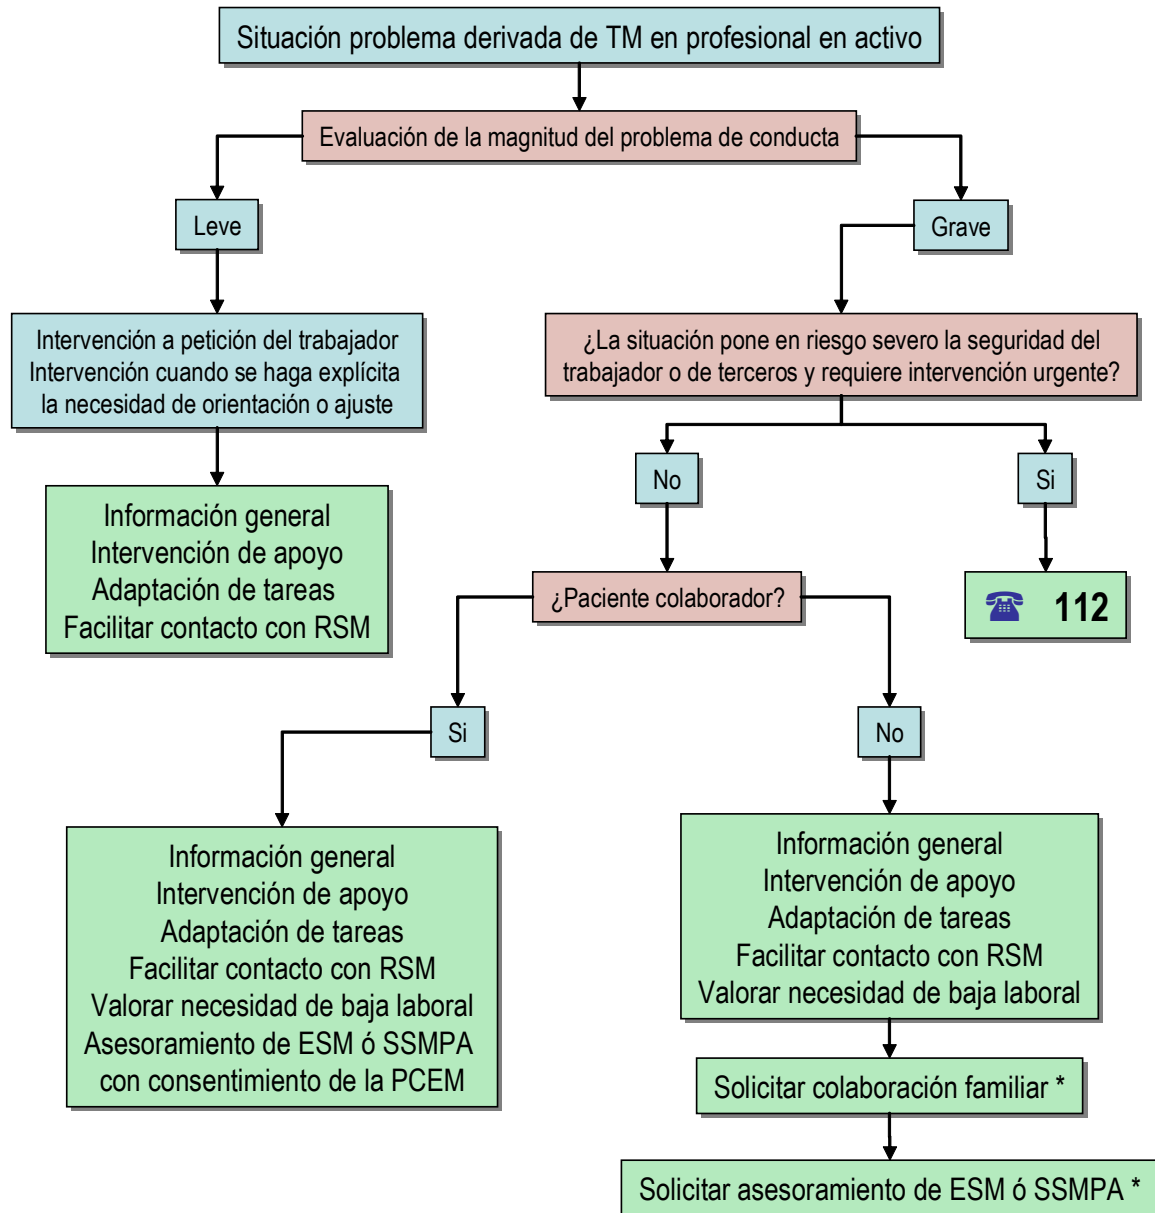 Situación problema derivada de TM en profesional en activo
Evaluación de la magnitud del problema de conducta
Leve
Grave
Intervención a petición del trabajador
Intervención cuando se haga explícita
la necesidad de orientación o ajuste
¿La situación pone en riesgo severo la seguridad del
trabajador o de terceros y requiere intervención urgente?
No
Si
Información general
Intervención de apoyo
Adaptación de tareas
Facilitar contacto con RSM
¿Paciente colaborador?
112
Si
No
Información general
Intervención de apoyo
Adaptación de tareas
Facilitar contacto con RSM
Valorar necesidad de baja laboral
Asesoramiento de ESM ó SSMPA
con consentimiento de la PCEM
Información general
Intervención de apoyo
Adaptación de tareas
Facilitar contacto con RSM
Valorar necesidad de baja laboral
Solicitar colaboración familiar *
Solicitar asesoramiento de ESM ó SSMPA *